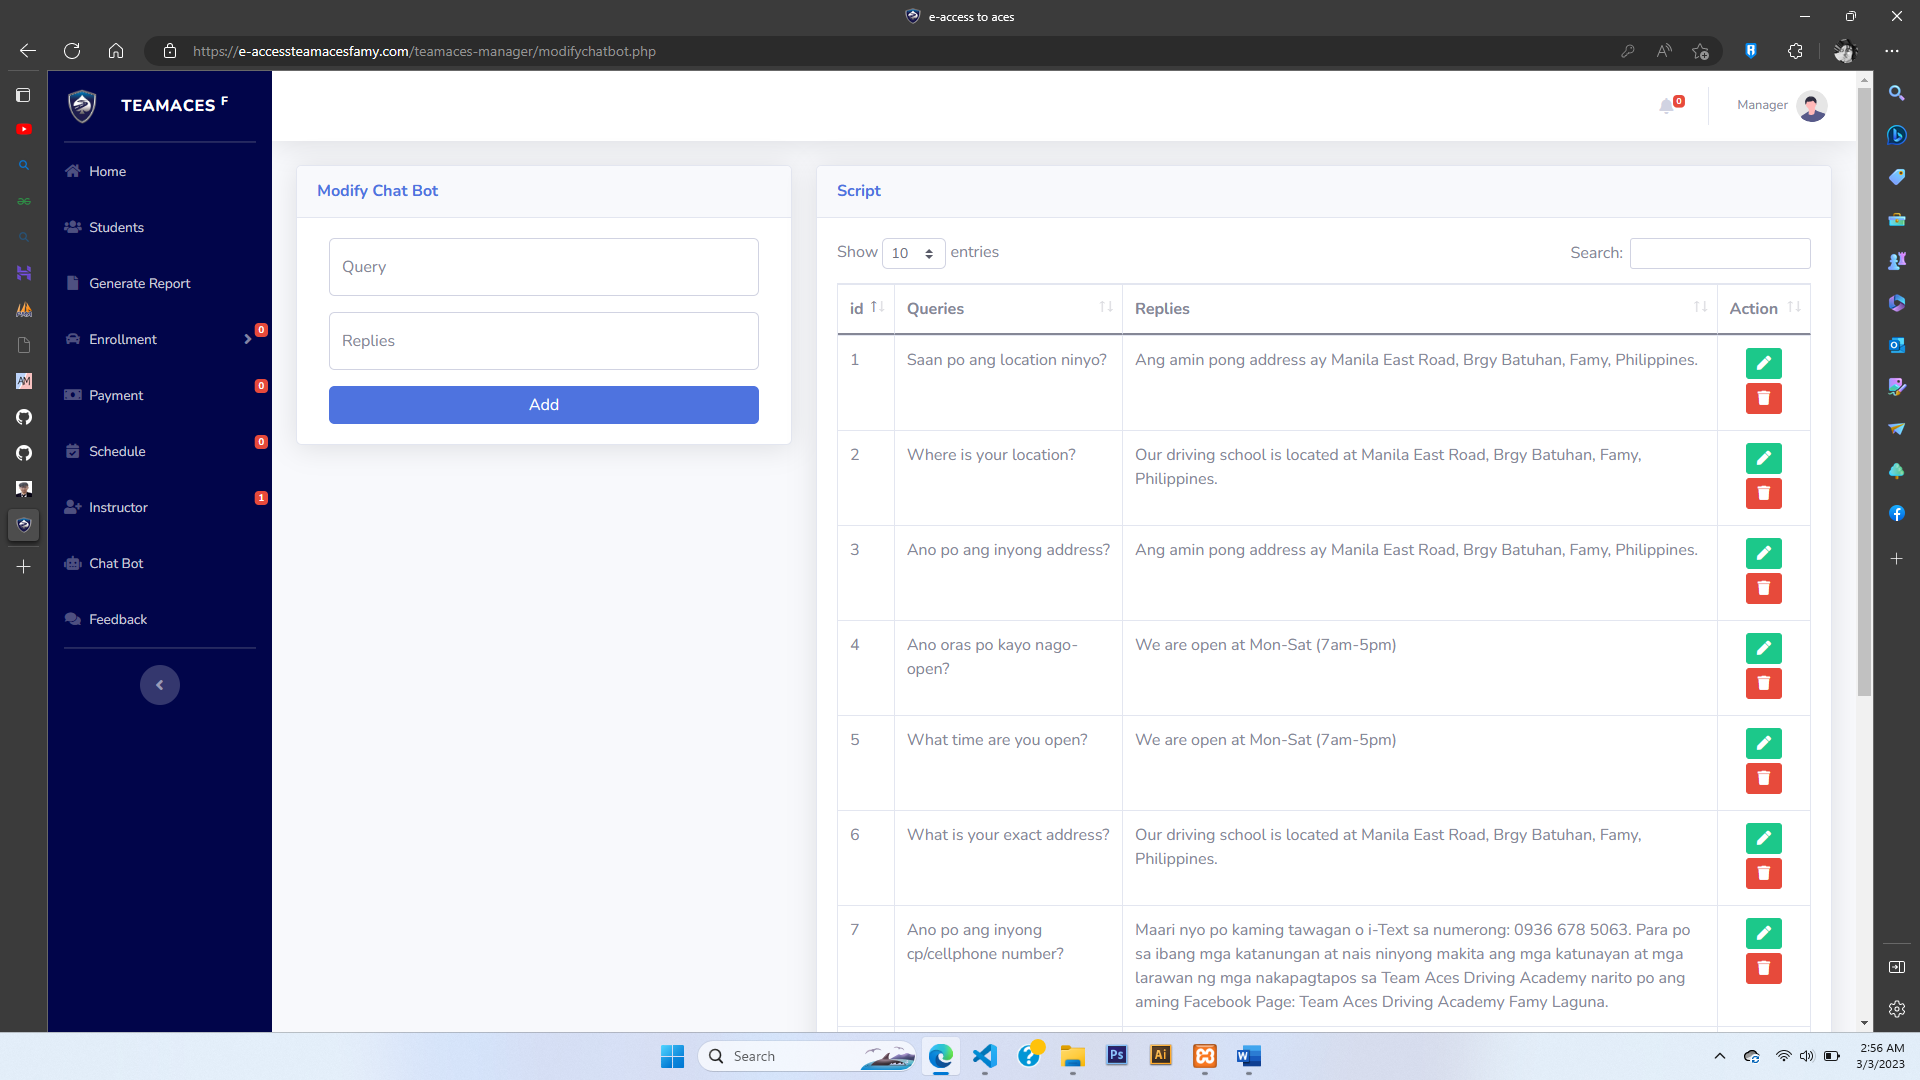 e-access to aces
https://e-accessteamacesfamy.com/teamaces-manager/modifychatbot.php
TEAMACES F
0
Manager
Home
Students
Generate Report
Enrollment
0
Payment
0
Schedule
0
Instructor
1
Chat Bot
Feedback
Modify Chat Bot
Query
Replies
Add
Script
Show 10 entries
Search:
id Queries Replies Action
1 Saan po ang location ninyo? Ang amin pong address ay Manila East Road, Brgy Batuhan, Famy, Philippines.
2 Where is your location? Our driving school is located at Manila East Road, Brgy Batuhan, Famy,
Philippines.
3 Ano po ang inyong address? Ang amin pong address ay Manila East Road, Brgy Batuhan, Famy, Philippines.
4 Ano oras po kayo nago- We are open at Mon-Sat (7am-5pm)
open?
5 What time are you open? We are open at Mon-Sat (7am-5pm)
6 What is your exact address? Our driving school is located at Manila East Road, Brgy Batuhan, Famy,
Philippines.
7 Ano po ang inyong Maari nyo po kaming tawagan o i-Text sa numerong: 0936 678 5063. Para po
cp/cellphone number? sa ibang mga katanungan at nais ninyong makita ang mga katunayan at mga
larawan ng mga nakapagtapos sa Team Aces Driving Academy narito po ang
aming Facebook Page: Team Aces Driving Academy Famy Laguna.
Search
Ps
Ai
2:56 AM
3/3/2023